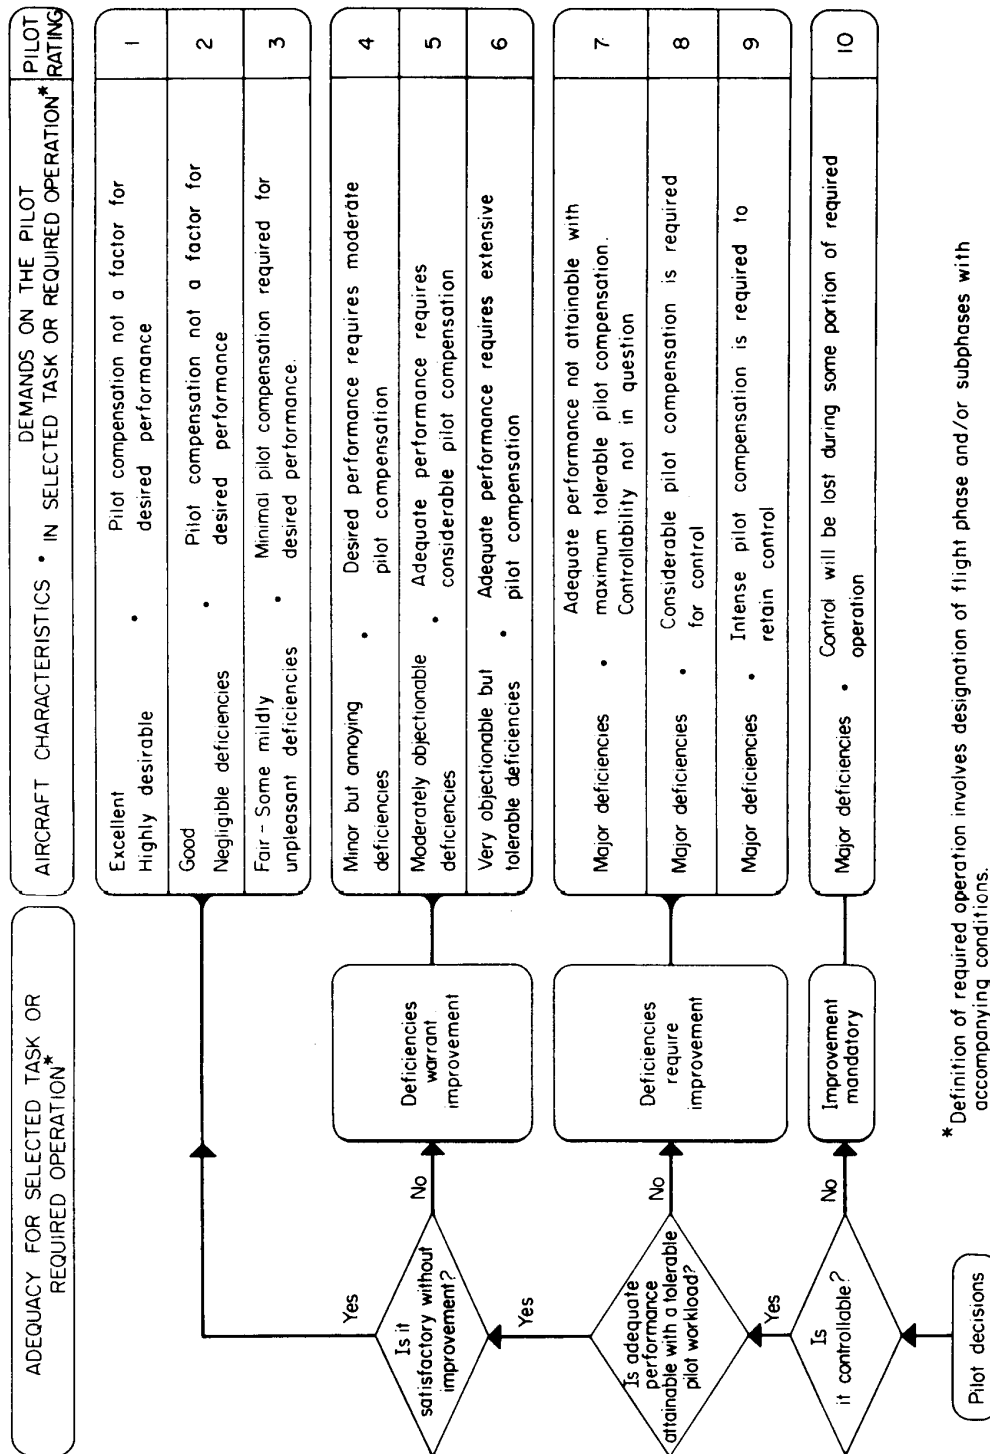 ADEQUACY FOR SELECTED TASK OR
REQUIRED OPERATION*
AIRCRAFT CHARACTERISTICS •
DEMANDS ON THE PILOT
IN SELECTED TASK OR REQUIRED OPERATION*
PILOT
RATING
Excellent
Highly desirable
•
Pilot compensation not a factor for
desired performance
1
Good
Negligible deficiencies
•
Pilot compensation not a factor for
desired performance
2
Fair – Some mildly
unpleasant deficiencies
•
Minimal pilot compensation required for
desired performance.
3
Yes
Is it
satisfactory without
improvement?
No
Deficiencies
warrant
improvement
Minor but annoying
deficiencies
•
Desired performance requires moderate
pilot compensation
4
Moderately objectionable
deficiencies
•
Adequate performance requires
considerable pilot compensation
5
Very objectionable but
tolerable deficiencies
•
Adequate performance requires extensive
pilot compensation
6
Yes
Is adequate
performance
attainable with a tolerable
pilot workload?
No
Deficiencies
require
improvement
Major deficiencies
•
Adequate performance not attainable with
maximum tolerable pilot compensation.
Controllability not in question
7
Major deficiencies
•
Considerable pilot compensation is required
for control
8
Major deficiencies
•
Intense pilot compensation is required to
retain control
9
Yes
Is
it controllable?
No
Improvement
mandatory
Major deficiencies
•
Control will be lost during some portion of required
operation
10
Pilot decisions
*Definition of required operation involves designation of flight phase and/or subphases with
accompanying conditions.